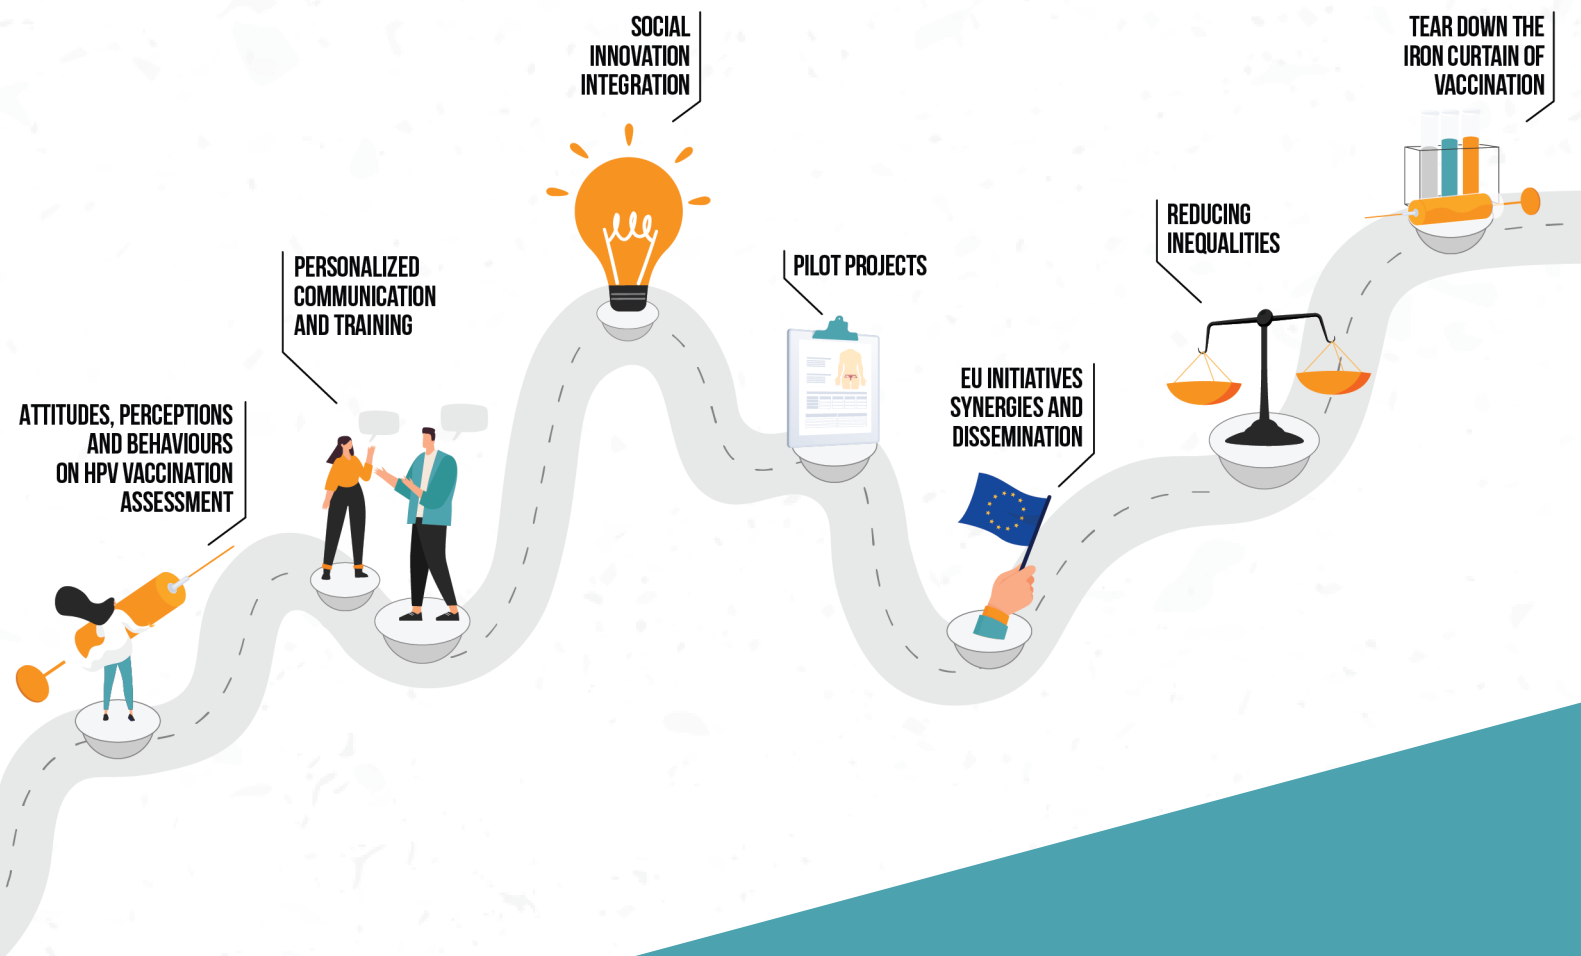 ATTITUDES, PERCEPTIONS
AND BEHAVIOURS
ON HPV VACCINATION
ASSESSMENT
PERSONALIZED
COMMUNICATION
AND TRAINING
SOCIAL
INNOVATION
INTEGRATION
PILOT PROJECTS
EU INITIATIVES
SYNERGIES AND
DISSEMINATION
REDUCING
INEQUALITIES
TEAR DOWN THE
IRON CURTAIN OF
VACCINATION